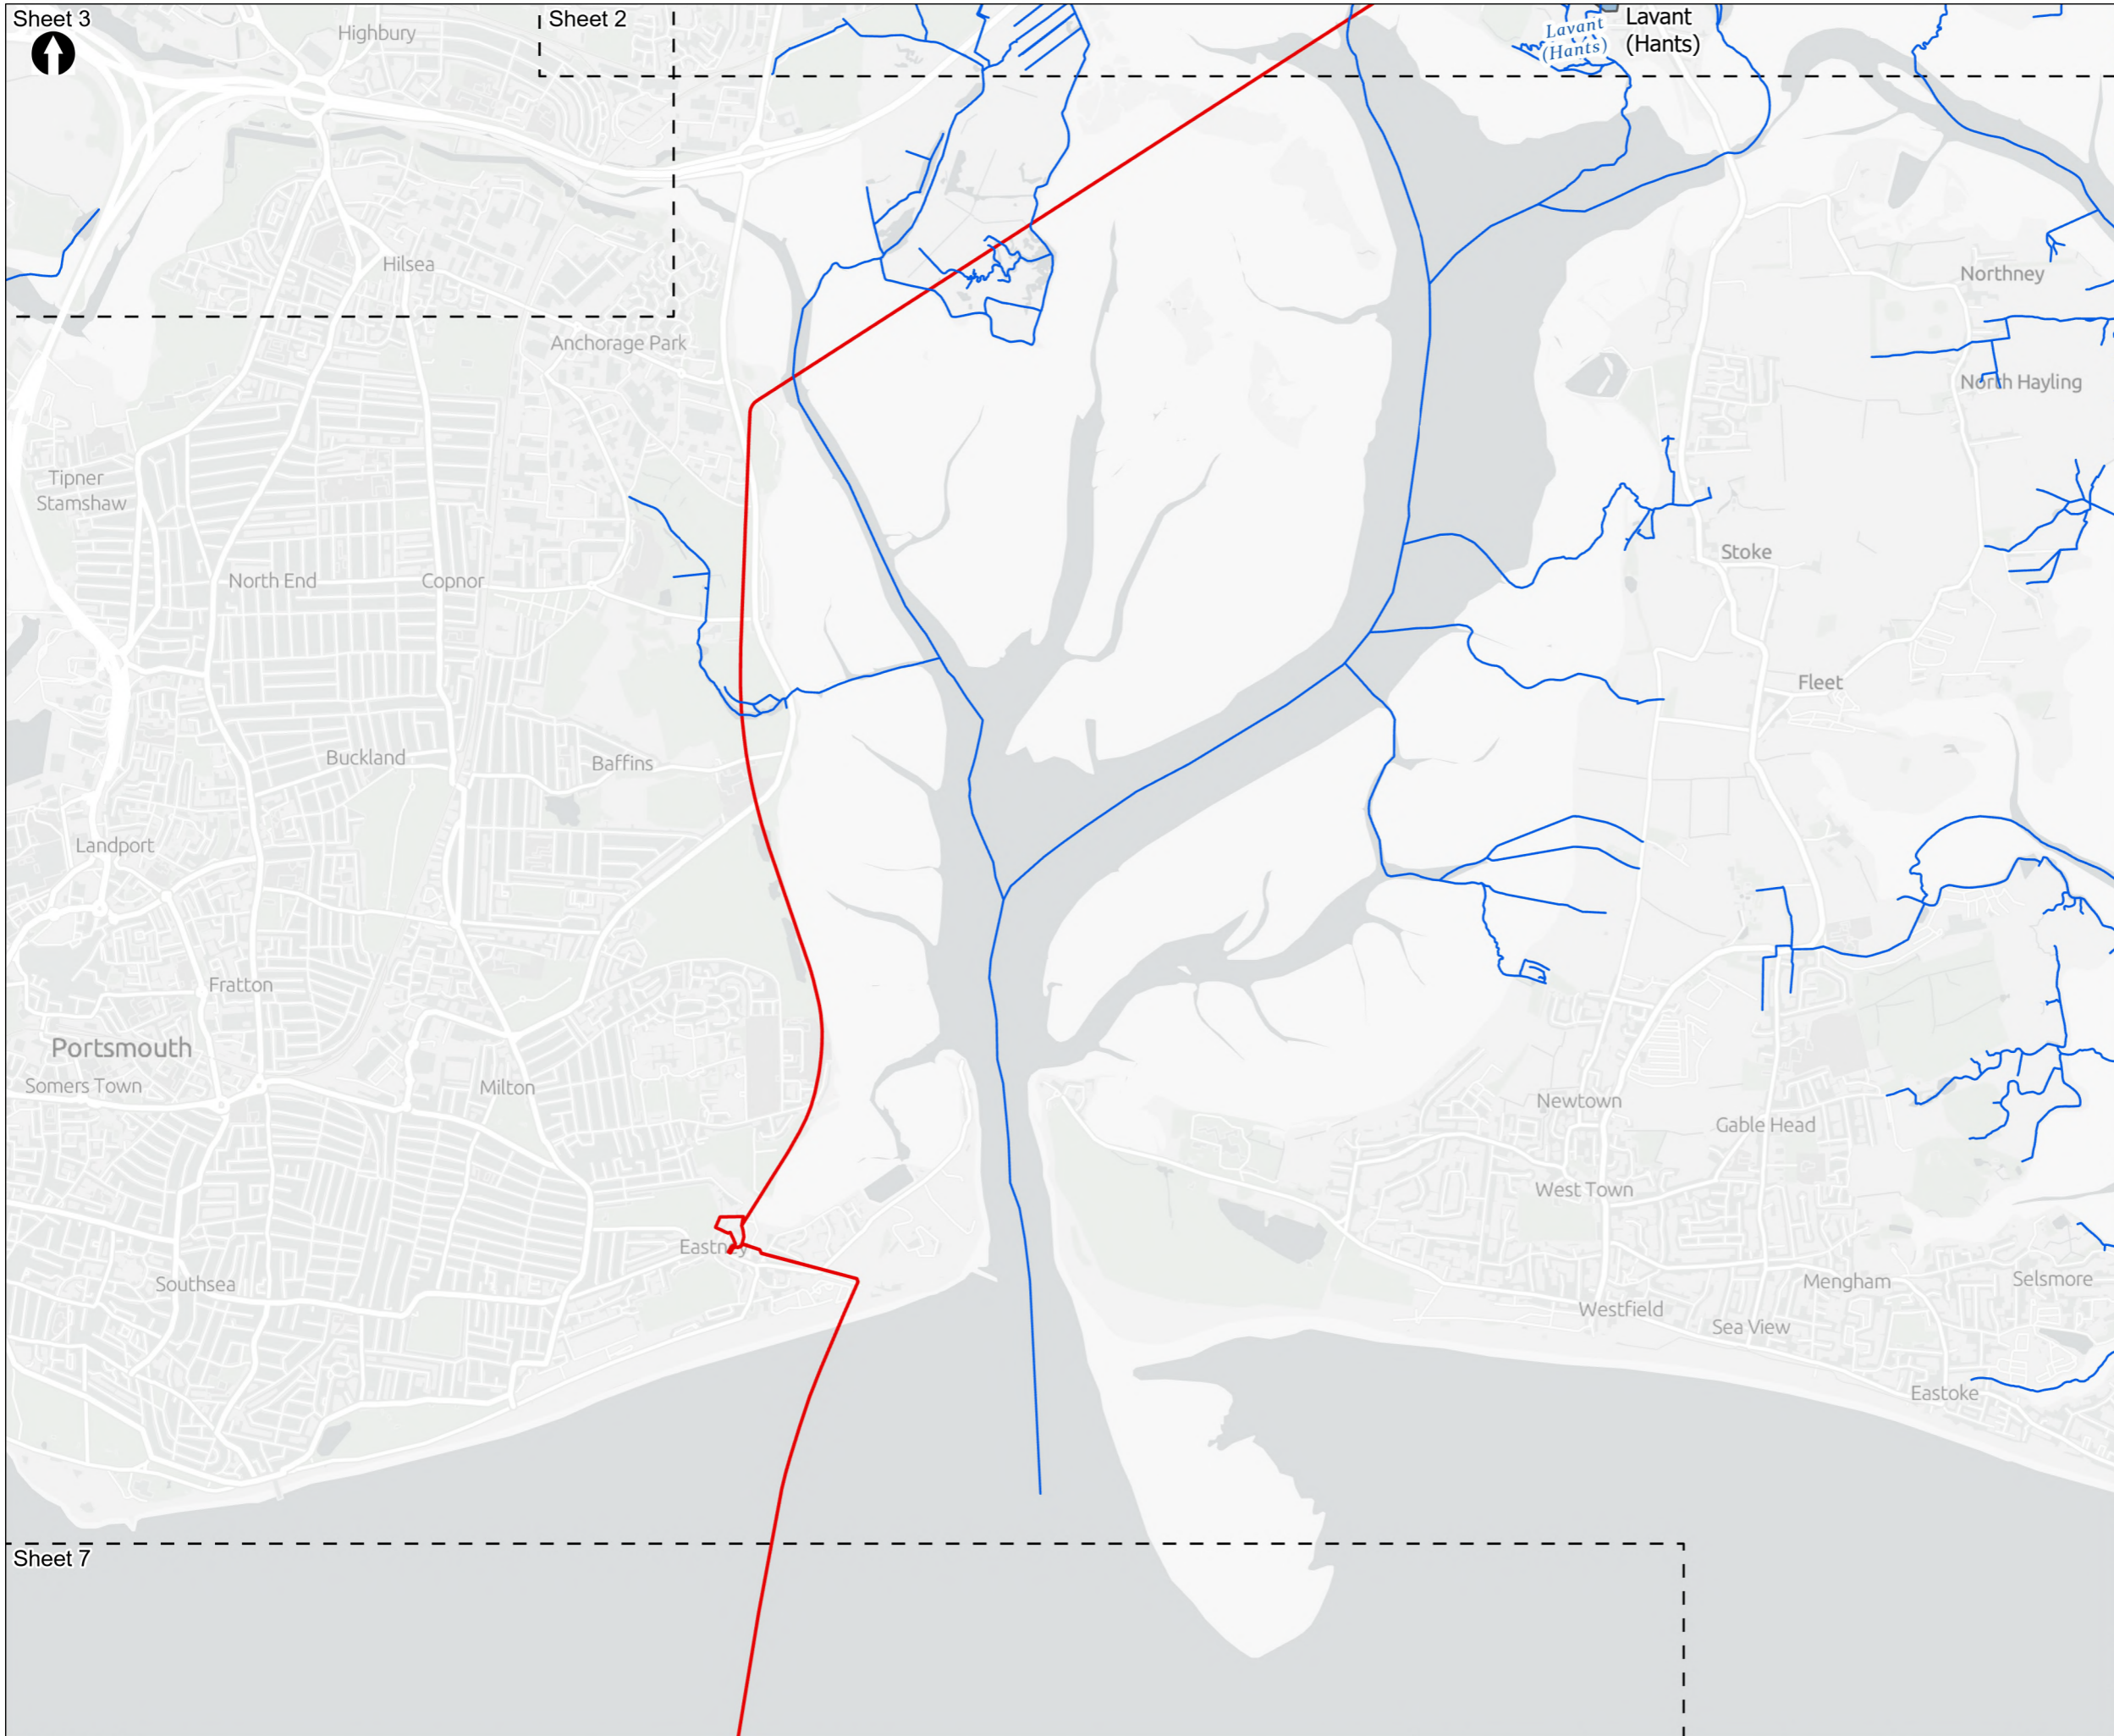 Sheet 3
Sheet 2
Highbury
Lavant
(Hants)
Lavant
(Hants)
Hilsea
Northney
Anchorage Park
North Hayling
Tipner
Stamshaw
Stoke
North End
Copnor
Fleet
Buckland
Baffins
Landport
Fratton
Portsmouth
Somers Town
Milton
Newtown
Gable Head
West Town
Eastney
Southsea
Mengham
Selsmore
Westfield
Sea View
Eastoke
Sheet 7